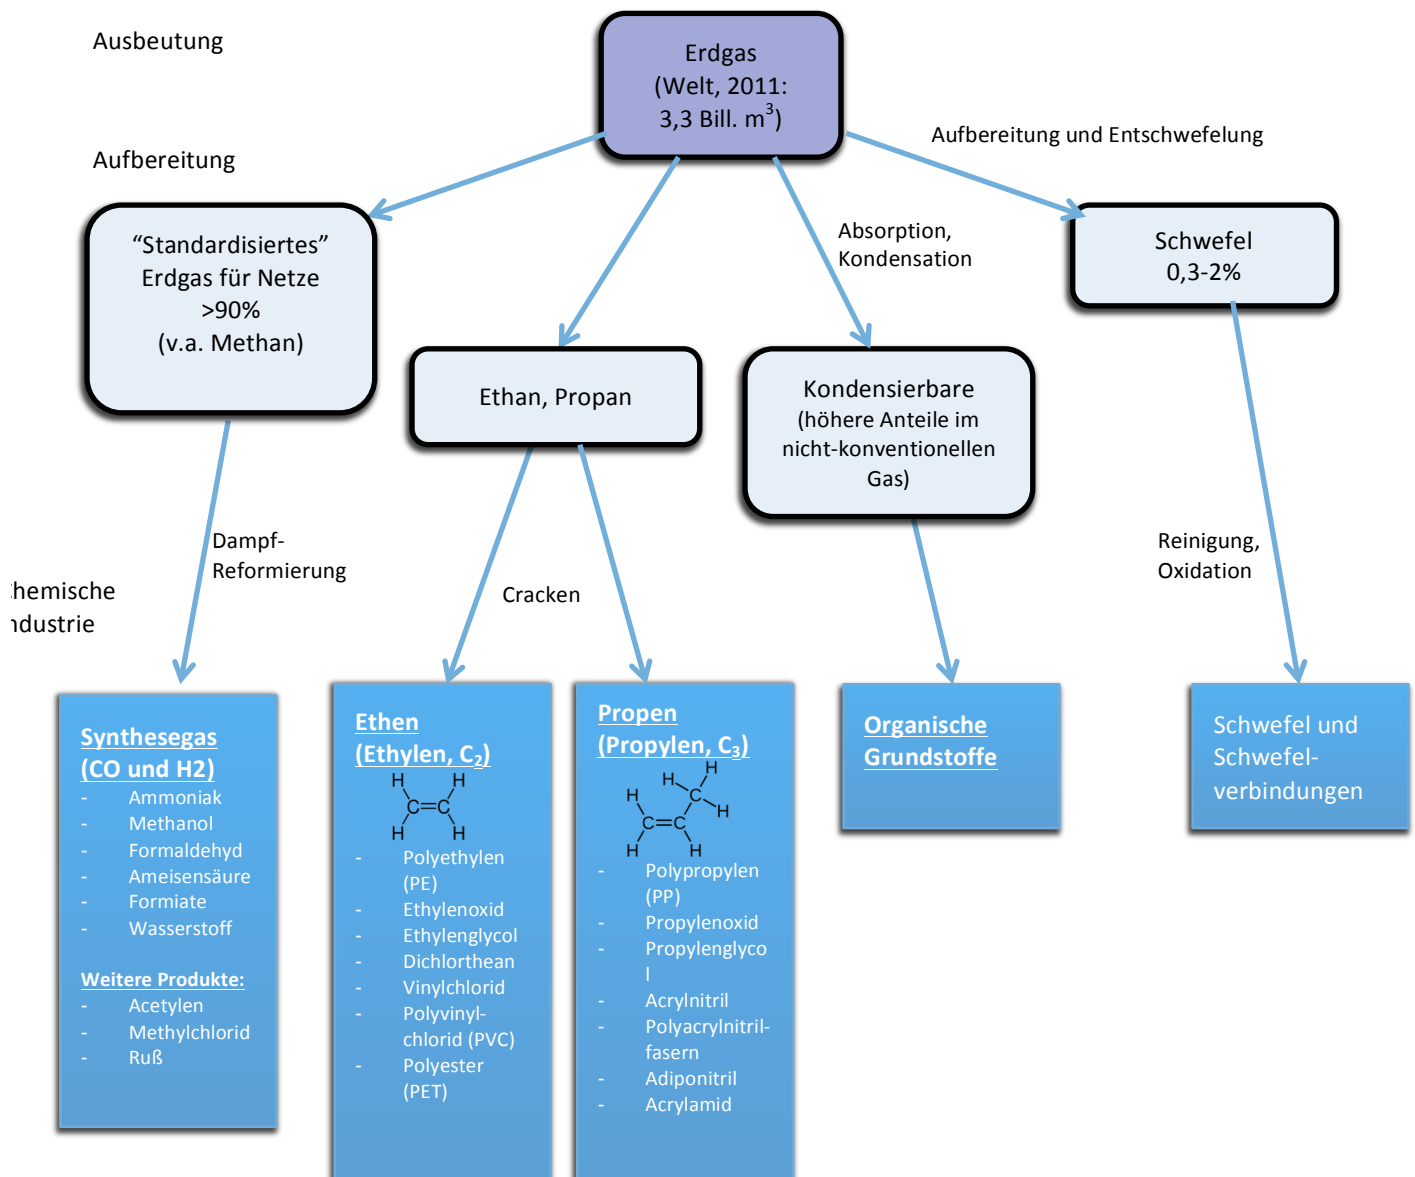 Ausbeutung
Erdgas
(Welt, 2011:
3,3 Bill. m³)
Aufbereitung und Entschwefelung
Aufbereitung
“Standardisiertes”
Erdgas für Netze
>90%
(v.a. Methan)
Absorption,
Kondensation
Schwefel
0,3-2%
Ethan, Propan
Kondensierbare
(höhere Anteile im
nicht-konventionellen
Gas)
Dampf-
Reformierung
Cracken
Reinigung,
Oxidation
Chemische
Industrie
Synthesegas
(CO und H2)
- Ammoniak
- Methanol
- Formaldehyd
- Ameisensäure
- Formiate
- Wasserstoff
Weitere Produkte:
- Acetylen
- Methylchlorid
- Ruß
Ethen
(Ethylen, C₂)
H H
C=C
H H
- Polyethylen
(PE)
- Ethylenoxid
- Ethylenglycol
- Dichlorthean
- Vinylchlorid
- Polyvinyl-
chlorid (PVC)
- Polyester
(PET)
Propen
(Propylen, C₃)
H
H C
H H
C=C
H H
- Polypropylen
(PP)
- Propylenoxid
- Propylenglyco
l
- Acrylnitril
- Polyacrylnitril-
fasern
- Adiponitril
- Acrylamid
Organische
Grundstoffe
Schwefel und
Schwefel-
verbindungen